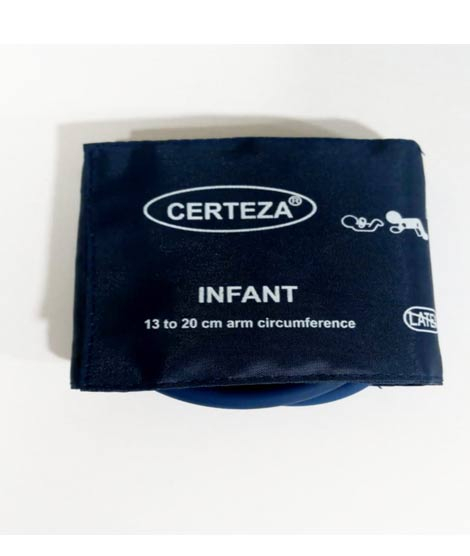 CERTEZA®
INFANT
13 to 20 cm arm circumference